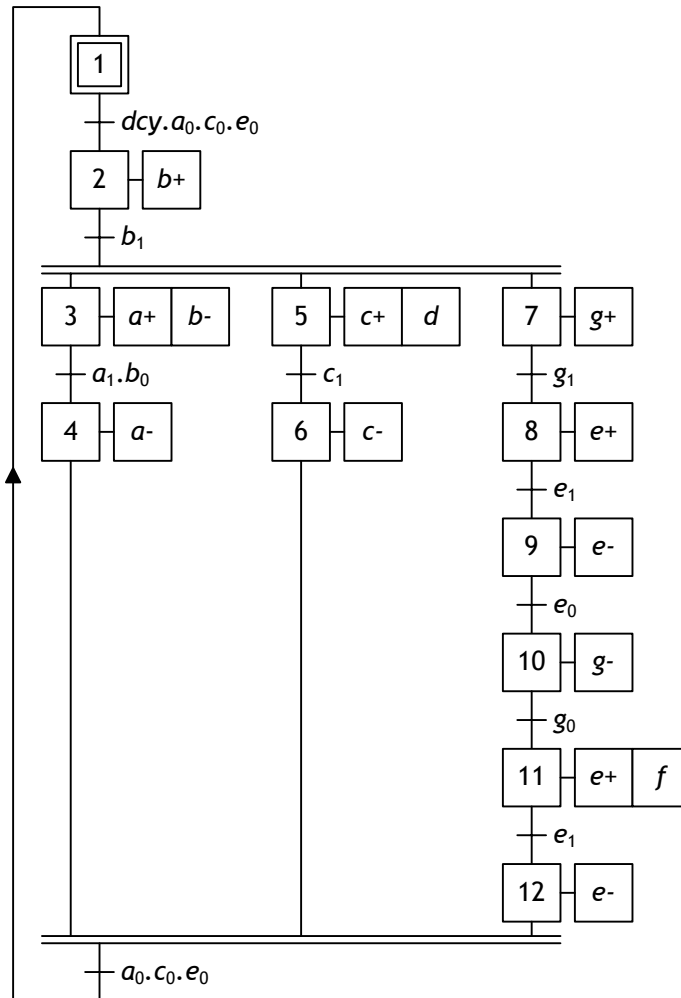 1
dcy.a₀.c₀.e₀
2 b+
b₁
3 a+ b- 5 c+ d 7 g+
a₁.b₀ c₁ g₁
4 a- 6 c- 8 e+
e₁
9 e-
e₀
10 g-
g₀
11 e+ f
e₁
12 e-
a₀.c₀.e₀